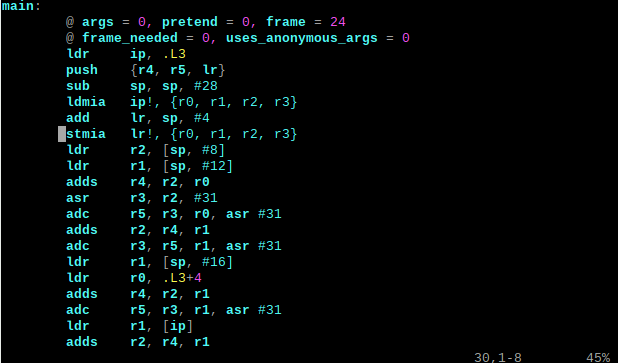 main:
@ args = 0, pretend = 0, frame = 24
@ frame_needed = 0, uses_anonymous_args = 0
ldr ip, .L3
push {r4, r5, lr}
sub sp, sp, #28
ldmia ip!, {r0, r1, r2, r3}
add lr, sp, #4
stmia lr!, {r0, r1, r2, r3}
ldr r2, [sp, #8]
ldr r1, [sp, #12]
adds r4, r2, r0
asr r3, r2, #31
adc r5, r3, r0, asr #31
adds r2, r4, r1
adc r3, r5, r1, asr #31
ldr r1, [sp, #16]
ldr r0, .L3+4
adds r4, r2, r1
adc r5, r3, r1, asr #31
ldr r1, [ip]
adds r2, r4, r1
30,1-8 45%